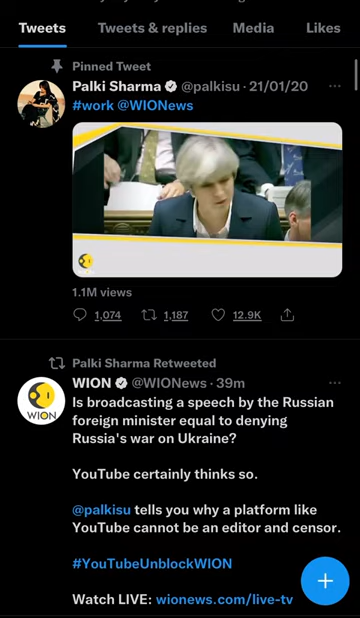 Tweets Tweets & replies Media Likes
Pinned Tweet
Palki Sharma @palkisu · 21/01/20
#work @WIONews
1.1M views
1,074 1,187 12.9K
Palki Sharma Retweeted
WION @WIONews · 39m
Is broadcasting a speech by the Russian
foreign minister equal to denying
Russia's war on Ukraine?
YouTube certainly thinks so.
@palkisu tells you why a platform like
YouTube cannot be an editor and censor.
#YouTubeUnblockWION
Watch LIVE: wionews.com/live-tv
WION